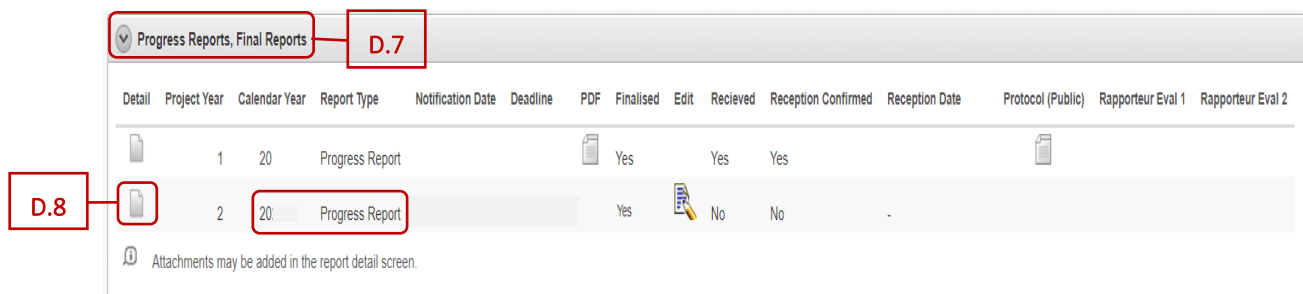 Progress Reports, Final Reports D.7
Detail Project Year Calendar Year Report Type Notification Date Deadline PDF Finalised Edit Recieved Reception Confirmed Reception Date Protocol (Public) Rapporteur Eval 1 Rapporteur Eval 2
1 20 Progress Report Yes Yes Yes
D.8 2 20 Progress Report Yes No No -
Attachments may be added in the report detail screen.